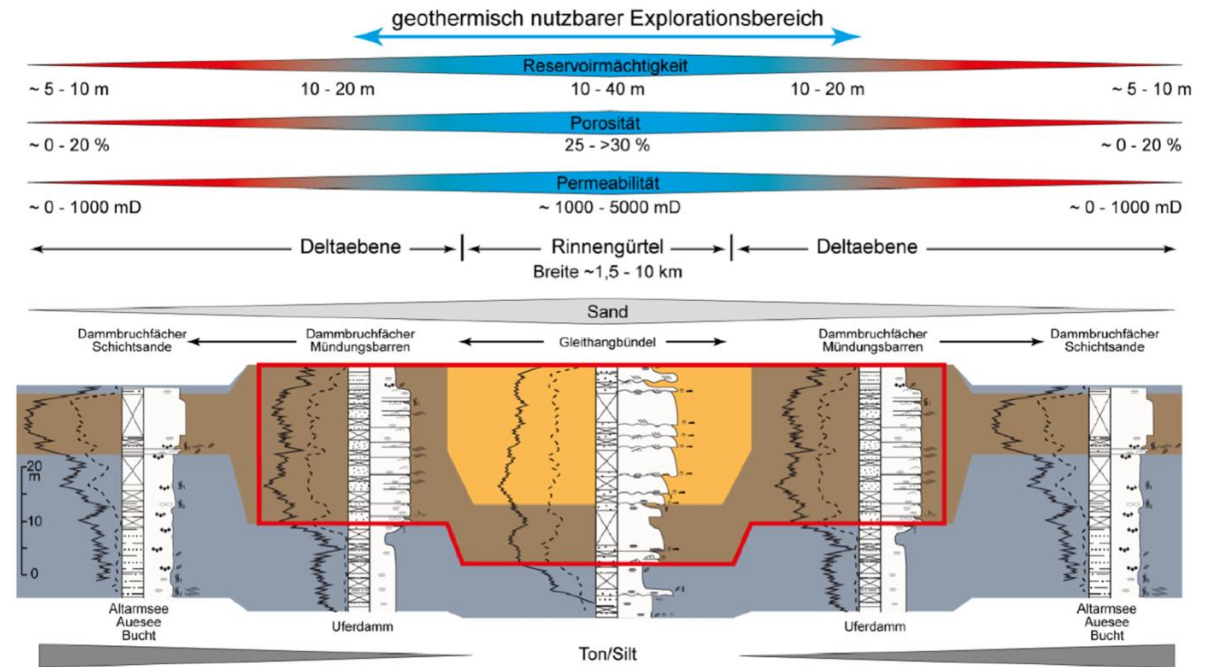 geothermisch nutzbarer Explorationsbereich
Reservoirmächtigkeit
~ 5 - 10 m 10 - 20 m 10 - 40 m 10 - 20 m ~ 5 - 10 m
Porosität
~ 0 - 20 % 25 - >30 % ~ 0 - 20 %
Permeabilität
~ 0 - 1000 mD ~ 1000 - 5000 mD ~ 0 - 1000 mD
Deltaebene Rinnengürtel Deltaebene
Breite ~1,5 - 10 km
Sand
Dammbruchfächer
Schichtsande
Dammbruchfächer
Mündungsbarren
Gleithangbündel
Dammbruchfächer
Mündungsbarren
Dammbruchfächer
Schichtsande
20
m
10
0
Altarmsee
Auesee
Bucht
Uferdamm
Uferdamm
Altarmsee
Auesee
Bucht
Ton/Silt